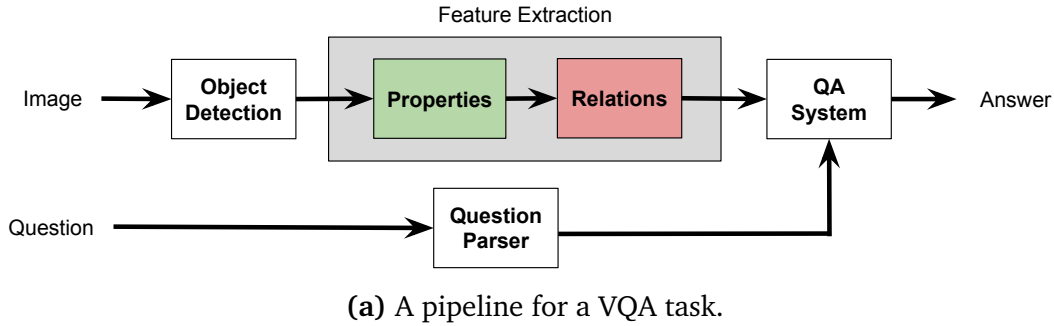 Feature Extraction
Image
Object
Detection
Properties
Relations
QA
System
Answer
Question
Question
Parser
(a) A pipeline for a VQA task.